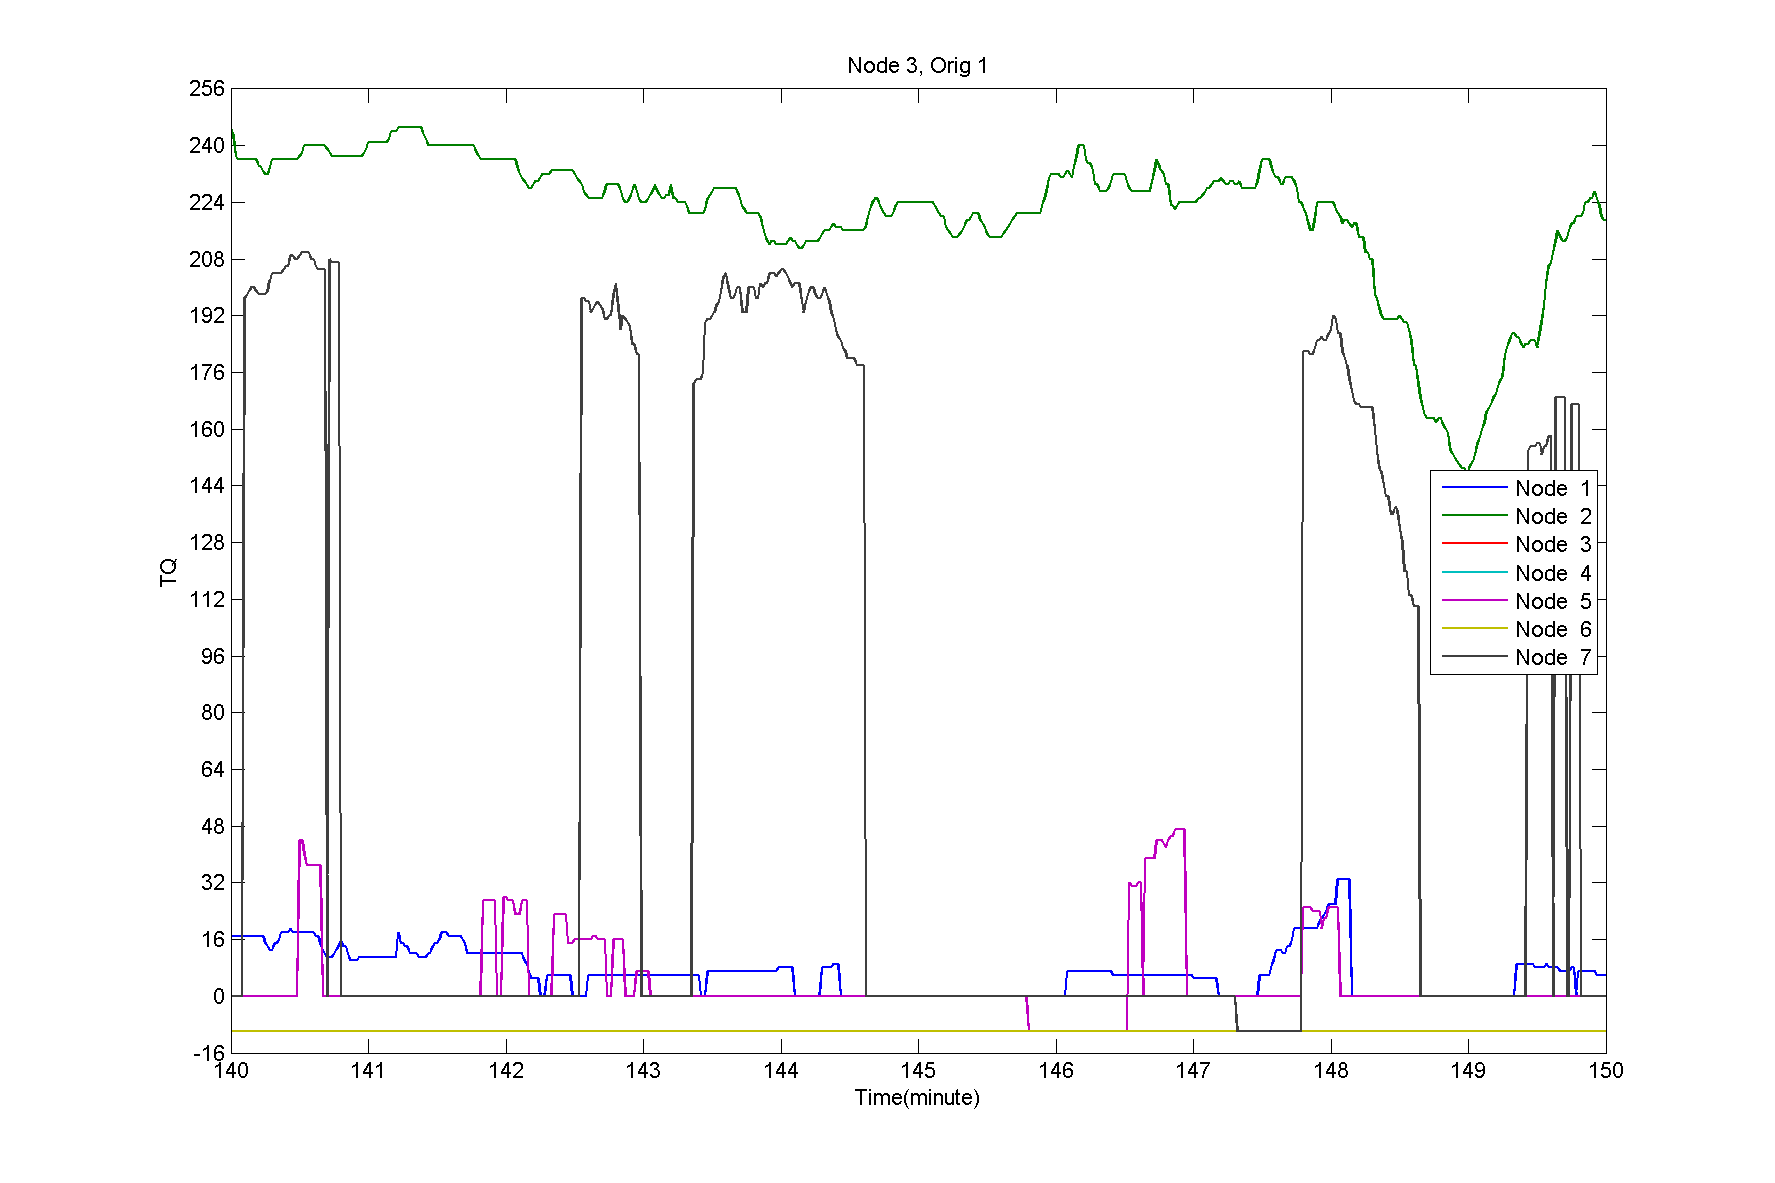 Node 3, Orig 1
256
240
224
208
192
176
160
144
128
112
96
80
64
48
32
16
0
-16
TQ
Node 1
Node 2
Node 3
Node 4
Node 5
Node 6
Node 7
140 141 142 143 144 145 146 147 148 149 150
Time(minute)